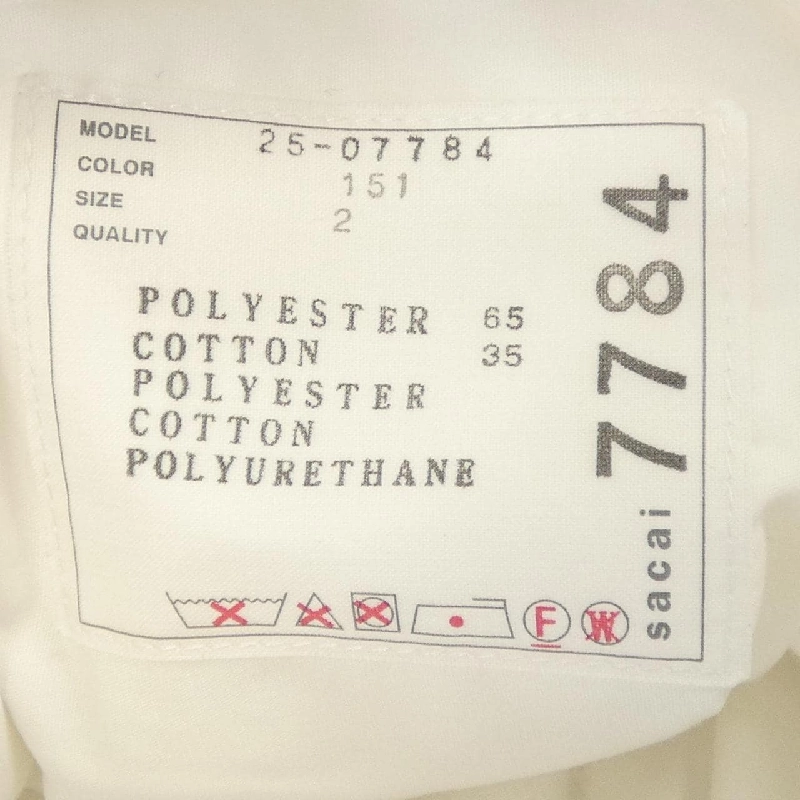 MODEL 25-07784
COLOR 151
SIZE 2
QUALITY
POLYESTER 65
COTTON 35
POLYESTER
COTTON
POLYURETHANE
F W
sacai 7784